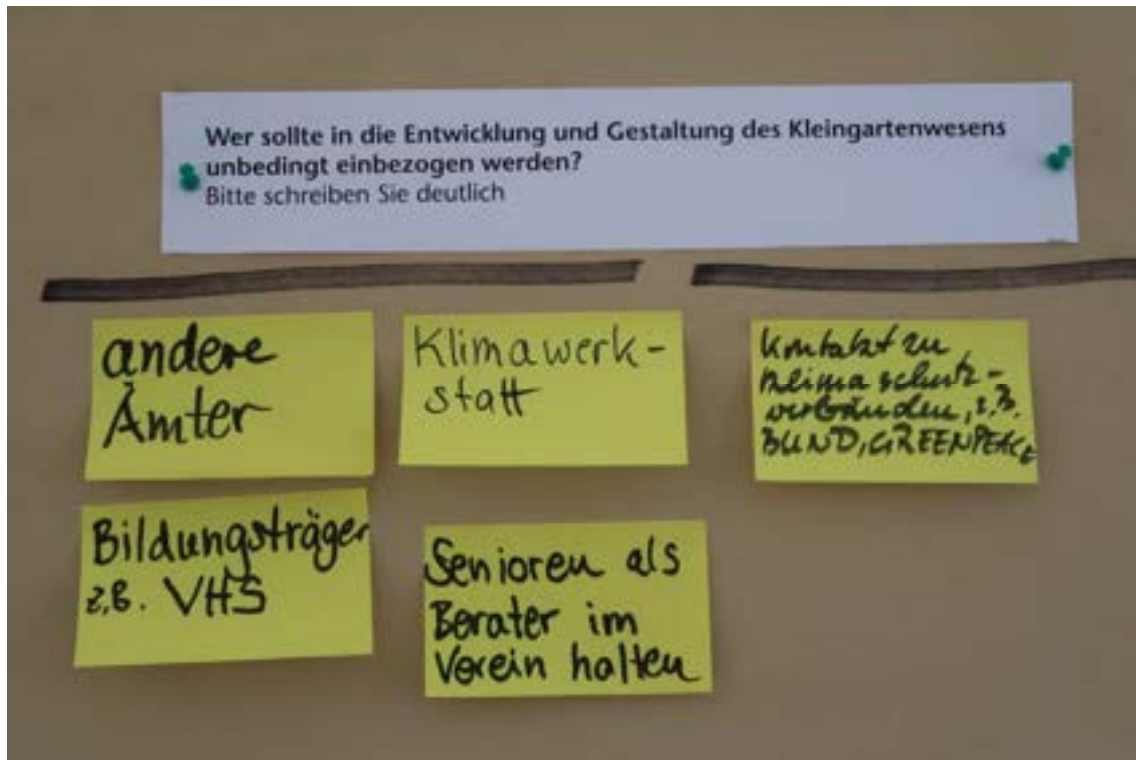 Wer sollte in die Entwicklung und Gestaltung des Kleingartenwesens
unbedingt einbezogen werden?
Bitte schreiben Sie deutlich
andere
Ämter
Klimawerk-
statt
Kontakt zu
Klimaschutz-
verbänden, z.B.
BUND, GREENPEACE
Bildungsträger
z.B. VHS
Senioren als
Berater im
Verein halten